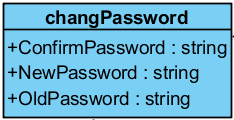 changPassword
+ConfirmPassword : string
+NewPassword : string
+OldPassword : string